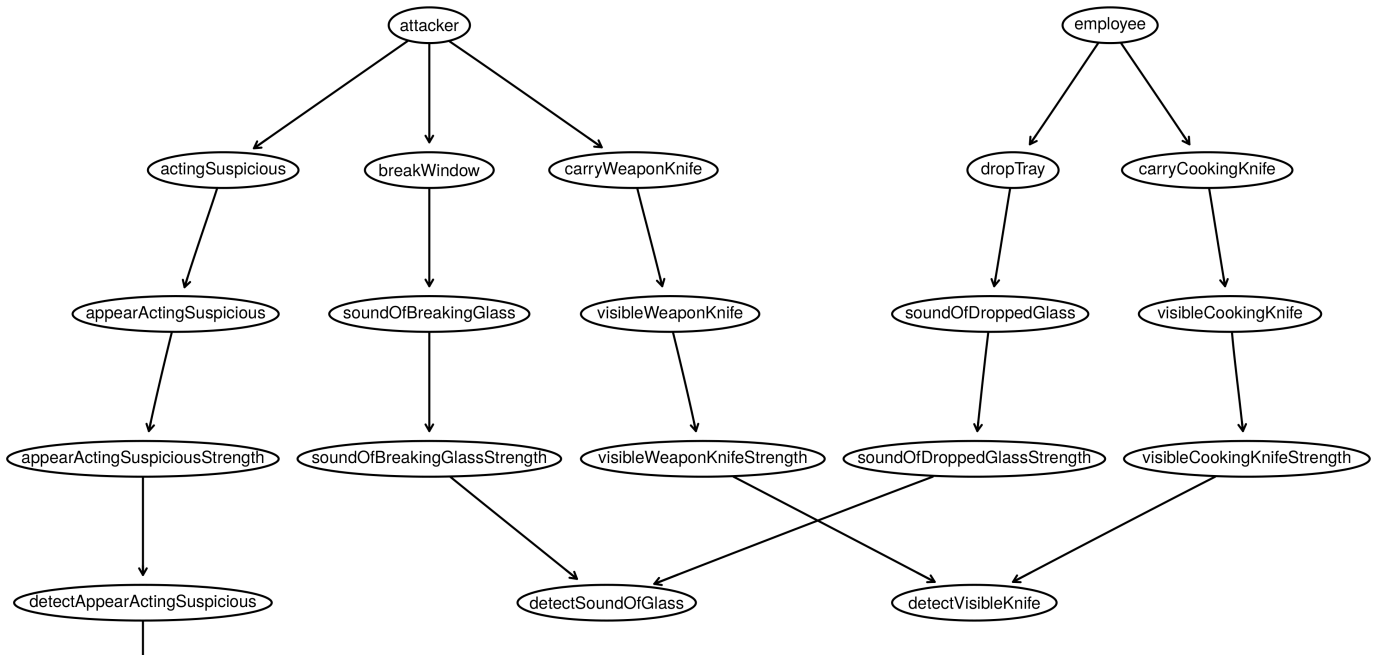 attacker
employee
actingSuspicious
breakWindow
carryWeaponKnife
dropTray
carryCookingKnife
appearActingSuspicious
soundOfBreakingGlass
visibleWeaponKnife
soundOfDroppedGlass
visibleCookingKnife
appearActingSuspiciousStrength
soundOfBreakingGlassStrength
visibleWeaponKnifeStrength
soundOfDroppedGlassStrength
visibleCookingKnifeStrength
detectAppearActingSuspicious
detectSoundOfGlass
detectVisibleKnife